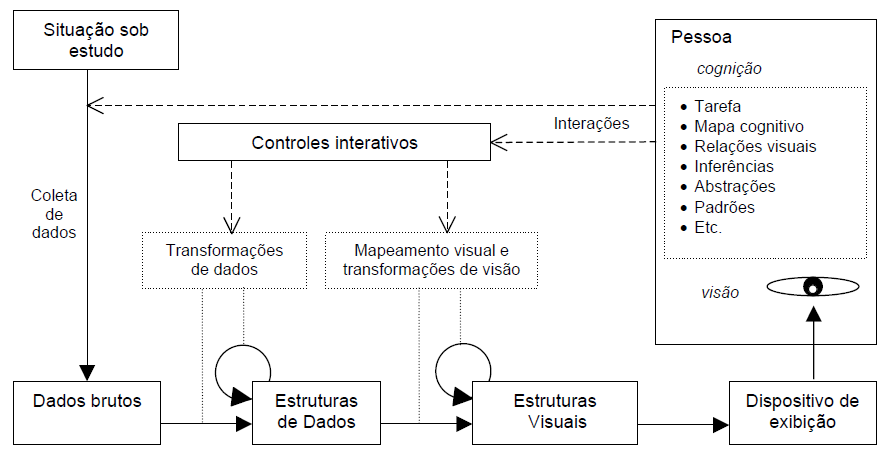 Situação sob
estudo
Pessoa
cognição
• Tarefa
• Mapa cognitivo
• Relações visuais
• Inferências
• Abstrações
• Padrões
• Etc.
Interações
Controles interativos
Coleta
de
dados
Transformações
de dados
Mapeamento visual e
transformações de visão
visão
Dados brutos
Estruturas
de Dados
Estruturas
Visuais
Dispositivo de
exibição